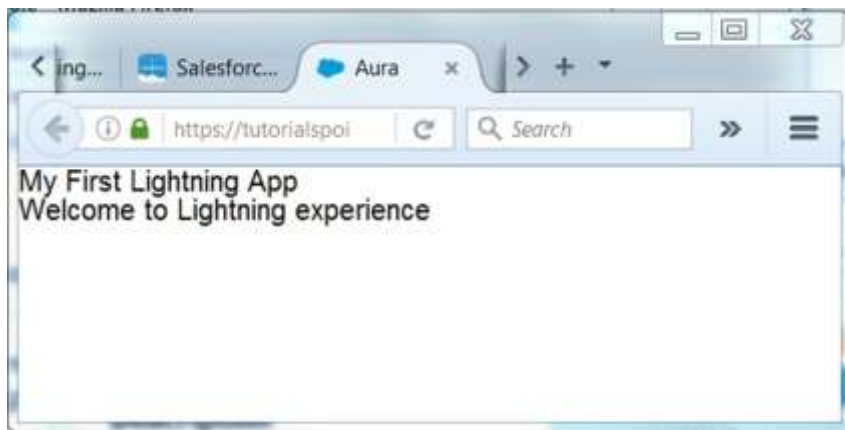 ing...
Salesforc...
Aura
https://tutorialspoi
Search
My First Lightning App
Welcome to Lightning experience